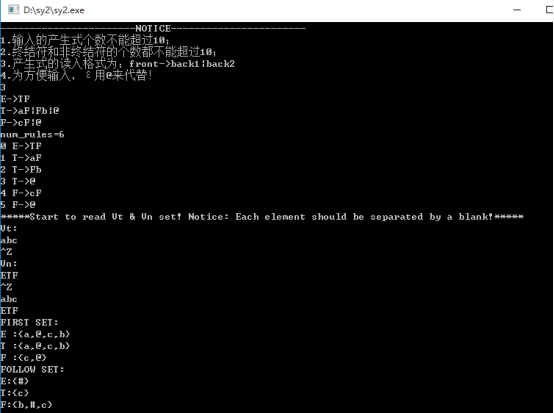 D:\sy2\sy2.exe
-----------------------NOTICE-----------------------
1.输入的产生式个数不能超过10;
2.终结符和非终结符的个数都不能超过10;
3.产生式的读入格式为: front->back1|back2
4.为方便输入, ε用@来代替!
3
E->TF
T->aF|Fb|@
F->cF|@
num_rules=6
0 E->TF
1 T->aF
2 T->Fb
3 T->@
4 F->cF
5 F->@
*****Start to read Vt & Vn set! Notice: Each element should be separated by a blank!*****
Vt:
abc
^Z
Vn:
ETF
^Z
abc
ETF
FIRST SET:
E :{a,@,c,b}
T :{a,@,c,b}
F :{c,@}
FOLLOW SET:
E:{#}
T:{c}
F:{b,#,c}